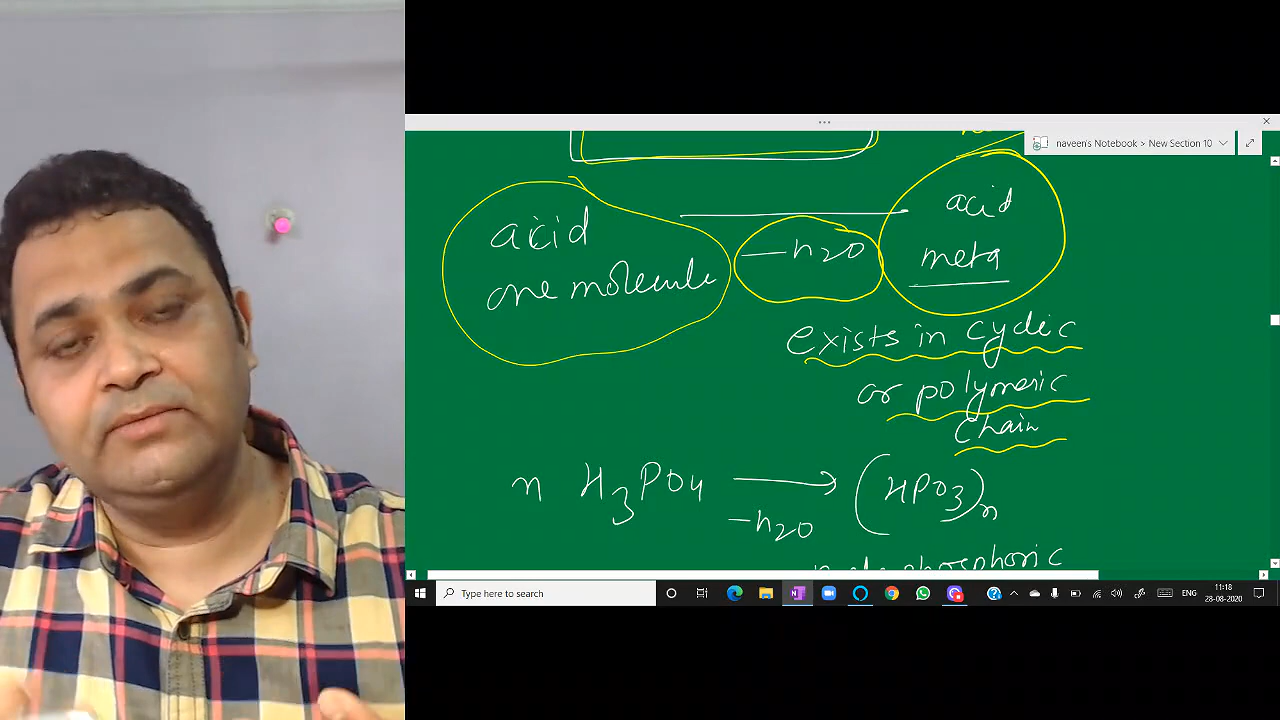 naveen's Notebook > New Section 10
acid
one molecule
—H2O
acid
meta
exists in cyclic
or polymeric
chain
n H3PO4 → (HPO3)n
—H2O
phosphoric
Type here to search
ENG
11:18
28-08-2020